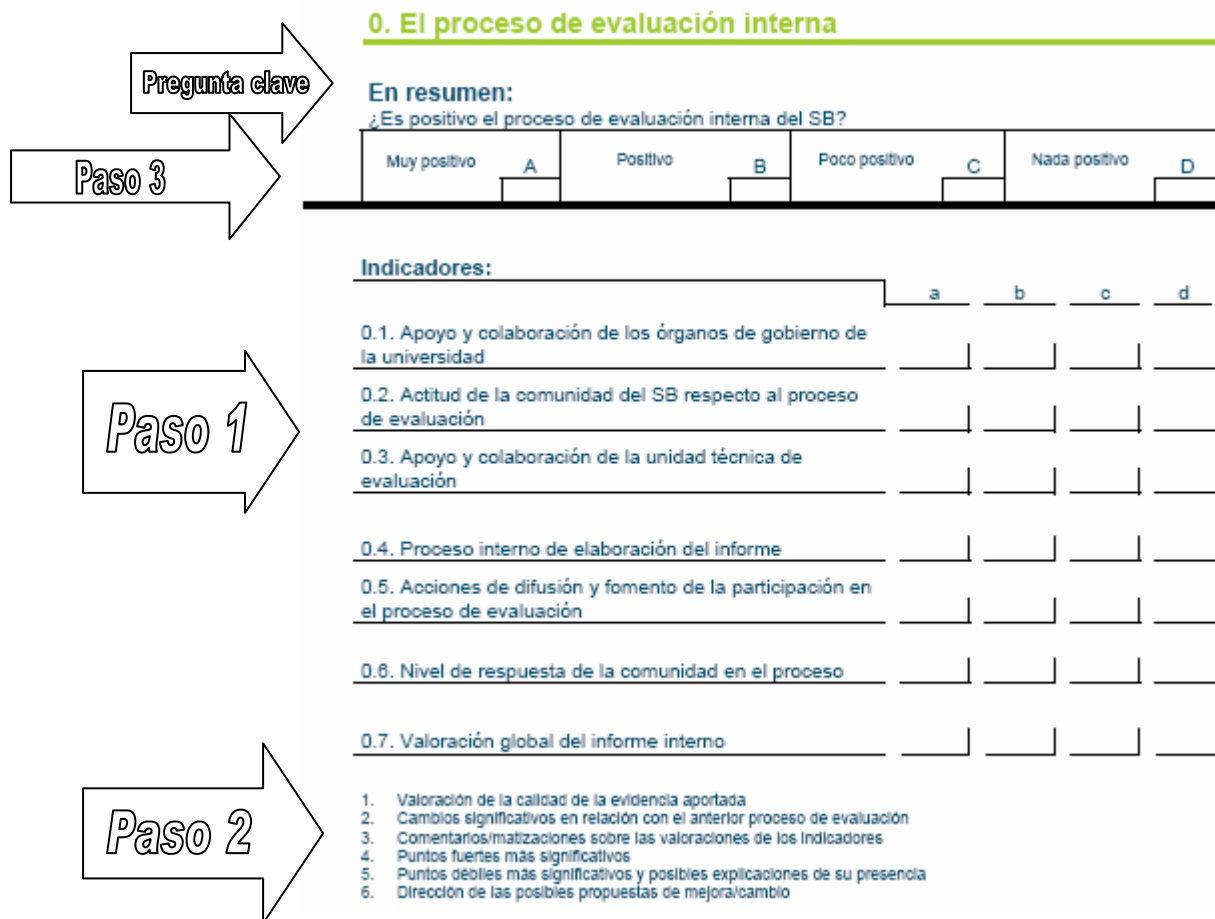 0. El proceso de evaluación interna
Pregunta clave
En resumen:
¿Es positivo el proceso de evaluación interna del SB?
Paso 3
Muy positivo A Positivo B Poco positivo C Nada positivo D
Indicadores:
a b c d
0.1. Apoyo y colaboración de los órganos de gobierno de
la universidad
Paso 1
0.2. Actitud de la comunidad del SB respecto al proceso
de evaluación
0.3. Apoyo y colaboración de la unidad técnica de
evaluación
0.4. Proceso interno de elaboración del informe
0.5. Acciones de difusión y fomento de la participación en
el proceso de evaluación
0.6. Nivel de respuesta de la comunidad en el proceso
0.7. Valoración global del informe interno
Paso 2
1. Valoración de la calidad de la evidencia aportada
2. Cambios significativos en relación con el anterior proceso de evaluación
3. Comentarios/matizaciones sobre las valoraciones de los indicadores
4. Puntos fuertes más significativos
5. Puntos débiles más significativos y posibles explicaciones de su presencia
6. Dirección de las posibles propuestas de mejora/cambio